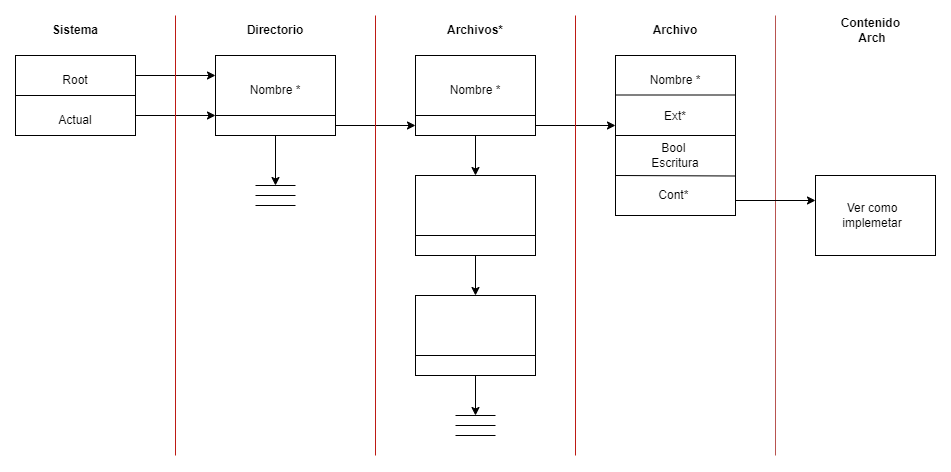 Sistema
Directorio
Archivos*
Archivo
Contenido
Arch
Root
Actual
Nombre *
Nombre *
Nombre *
Ext*
Bool
Escritura
Cont*
Ver como
implemetar